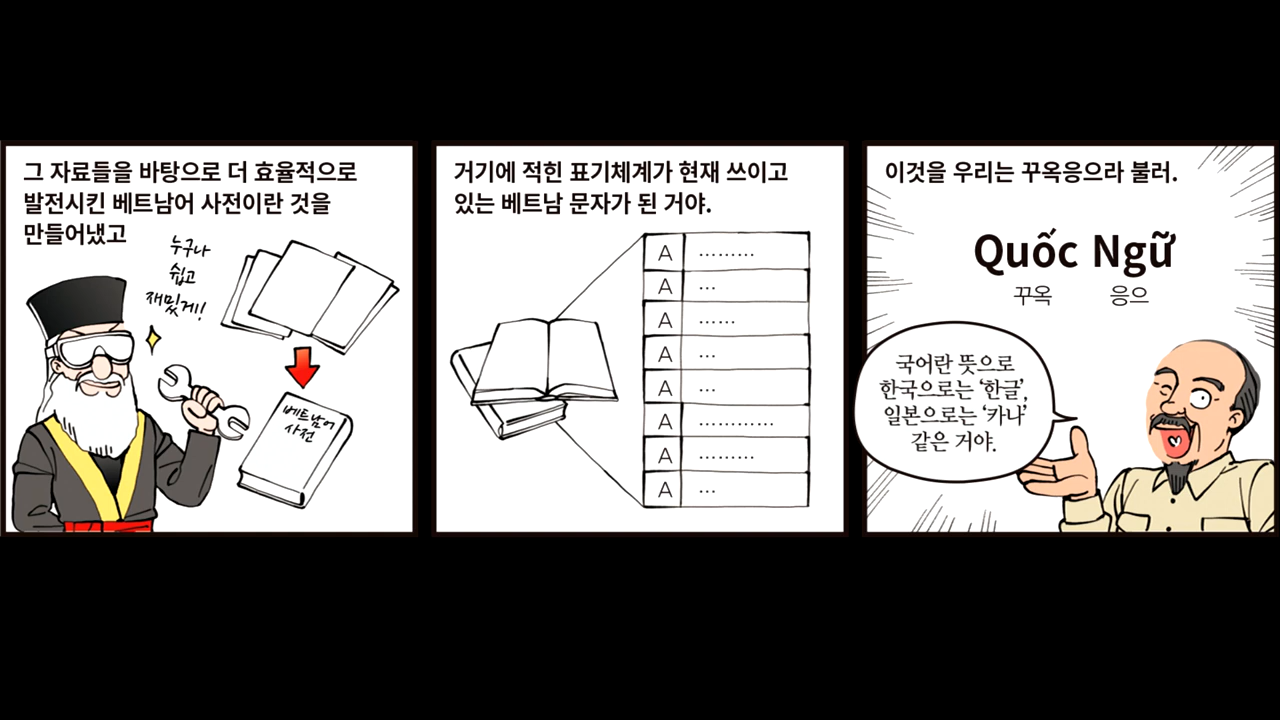 그 자료들을 바탕으로 더 효율적으로
발전시킨 베트남어 사전이란 것을
만들어냈고
누구나
쉽고
재밌게!
베트남어
사전
거기에 적힌 표기체계가 현재 쓰이고
있는 베트남 문자가 된 거야.
A ………
A …
A ……
A …
A …
A …………
A ………
A …
이것을 우리는 꾸옥응으라 불러.
Quốc Ngữ
꾸옥 응으
국어란 뜻으로
한국으로는 ‘한글’,
일본으로는 ‘카나’
같은 거야.